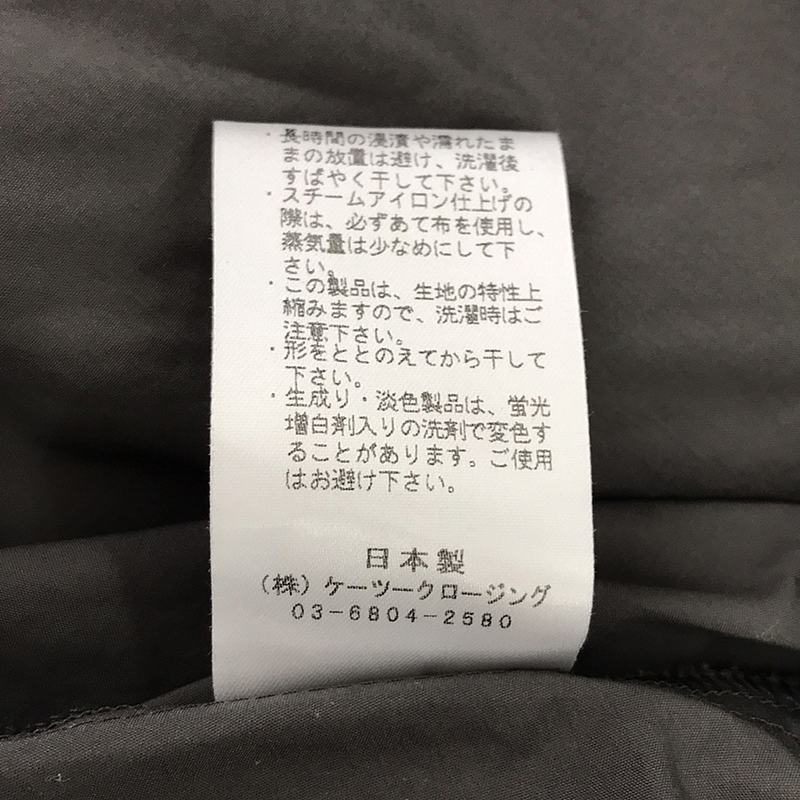 ・長時間の浸漬や濡れたま
まの放置は避け、洗濯後
すばやく干して下さい。
・スチームアイロン仕上げの
際は、必ずあて布を使用し、
蒸気量は少なめにして下
さい。
・この製品は、生地の特性上
縮みますので、洗濯時はご
注意下さい。
・形をととのえてから干して
下さい。
・生成り・淡色製品は、蛍光
増白剤入りの洗剤で変色す
ることがあります。ご使用
はお避け下さい。
日本製
（株）ケーツークロージング
03-6804-2580